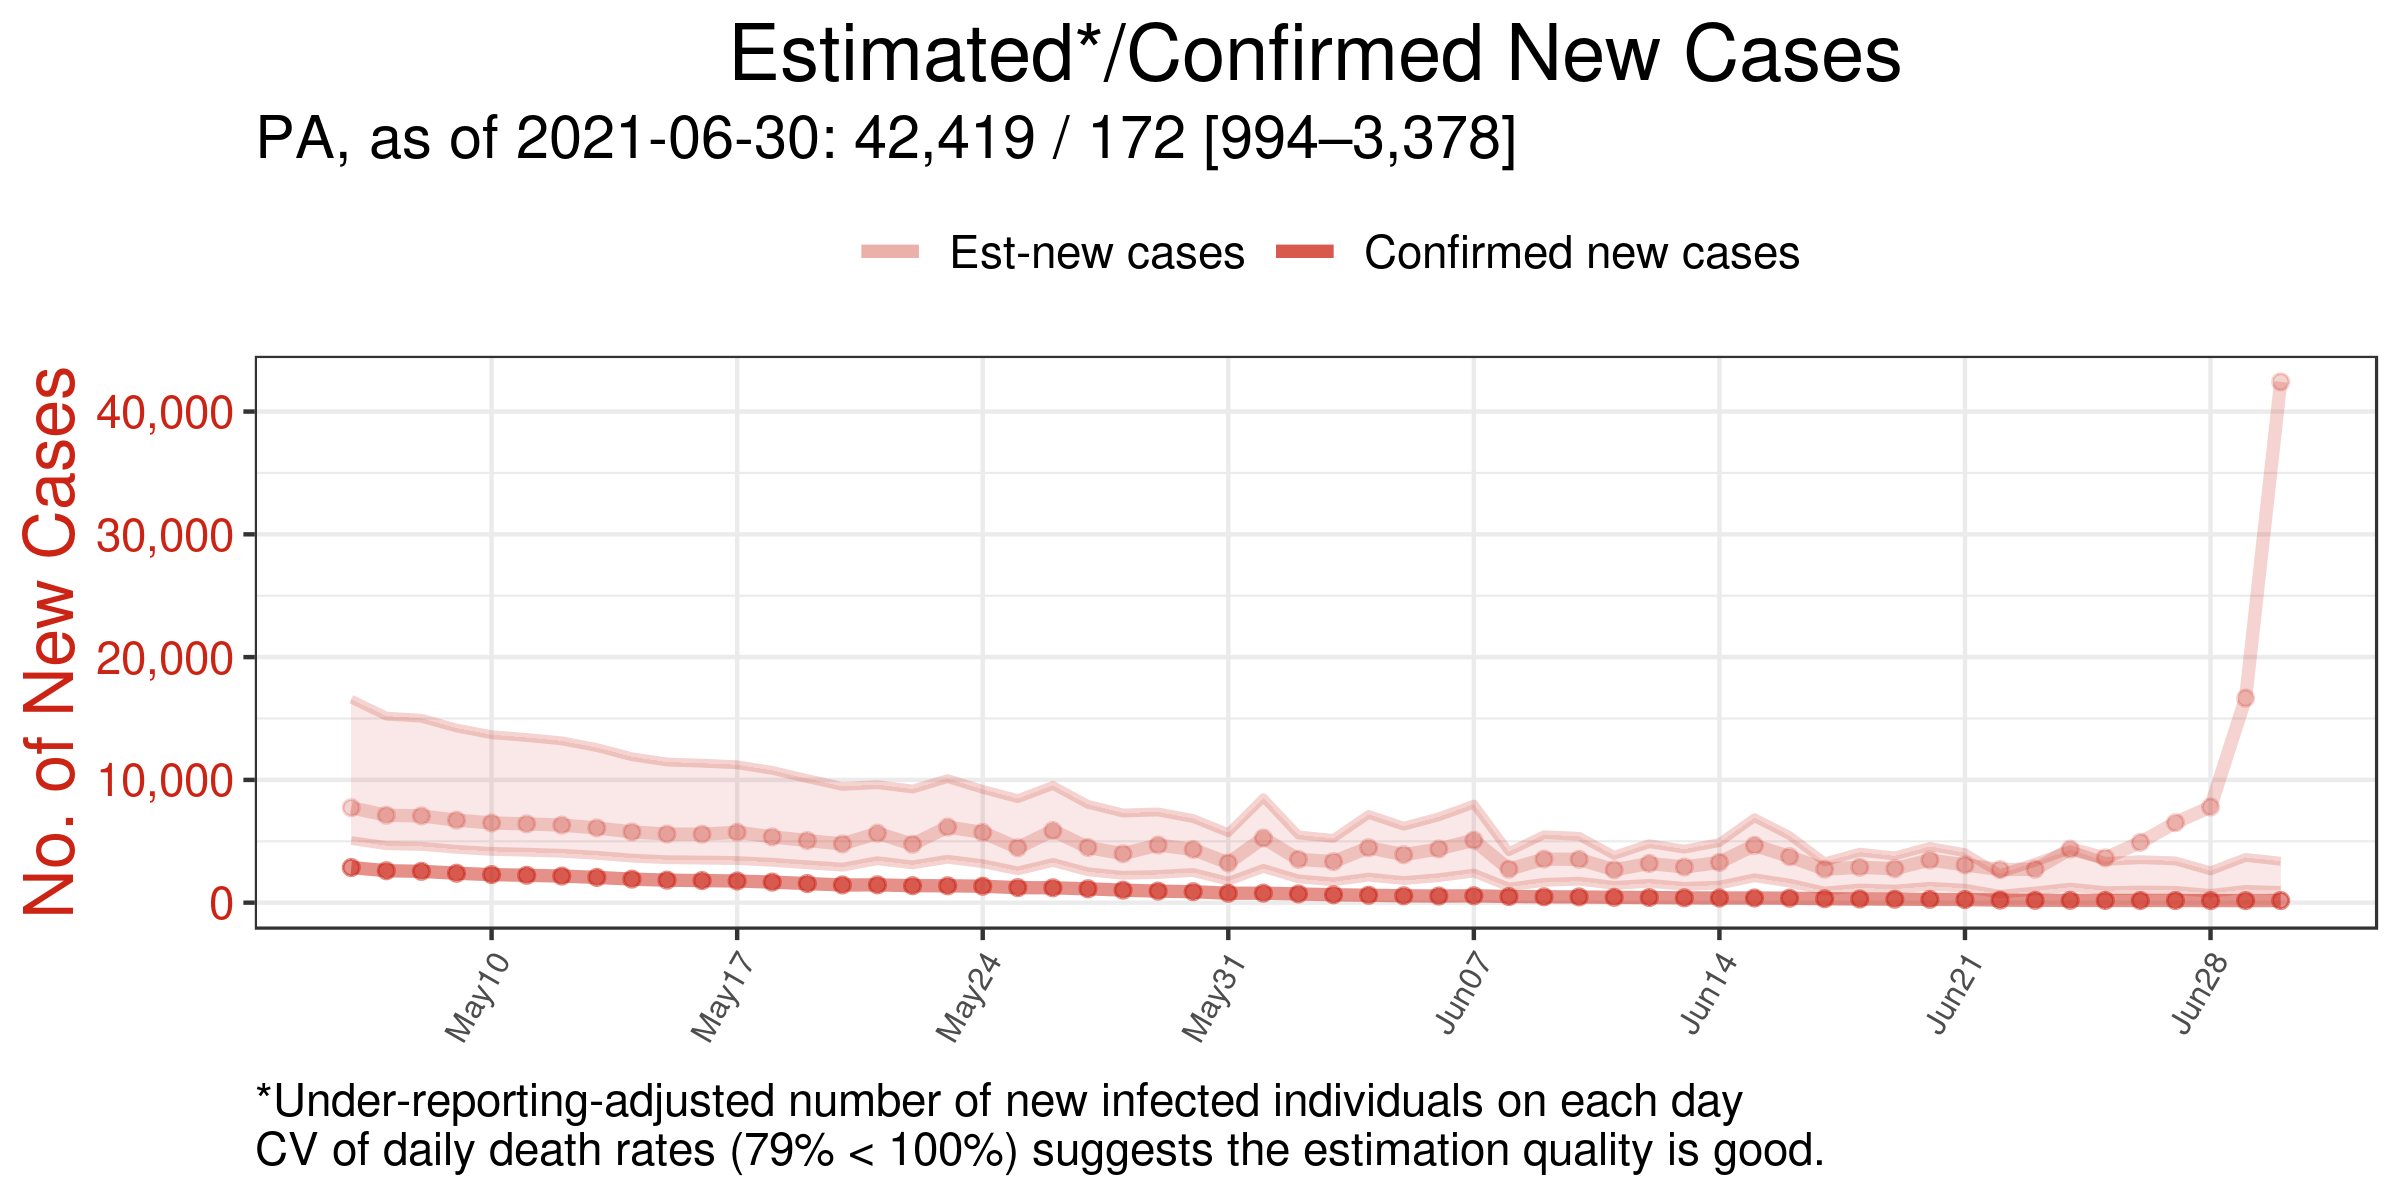 Estimated*/Confirmed New Cases
PA, as of 2021-06-30: 42,419 / 172 [994–3,378]
Est-new cases
Confirmed new cases
No. of New Cases
40,000
30,000
20,000
10,000
0
May10
May17
May24
May31
Jun07
Jun14
Jun21
Jun28
*Under-reporting-adjusted number of new infected individuals on each day
CV of daily death rates (79% < 100%) suggests the estimation quality is good.